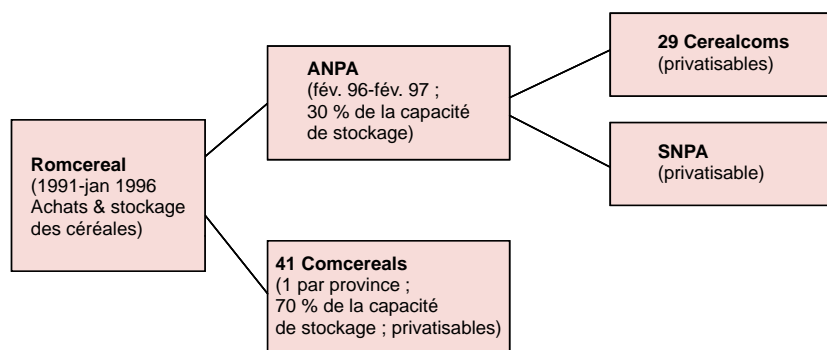 Romcereal
(1991-jan 1996
Achats & stockage
des céréales)
ANPA
(fév. 96-fév. 97 ;
30 % de la capacité
de stockage)
41 Comcereals
(1 par province ;
70 % de la capacité
de stockage ; privatisables)
29 Cerealcoms
(privatisables)
SNPA
(privatisable)